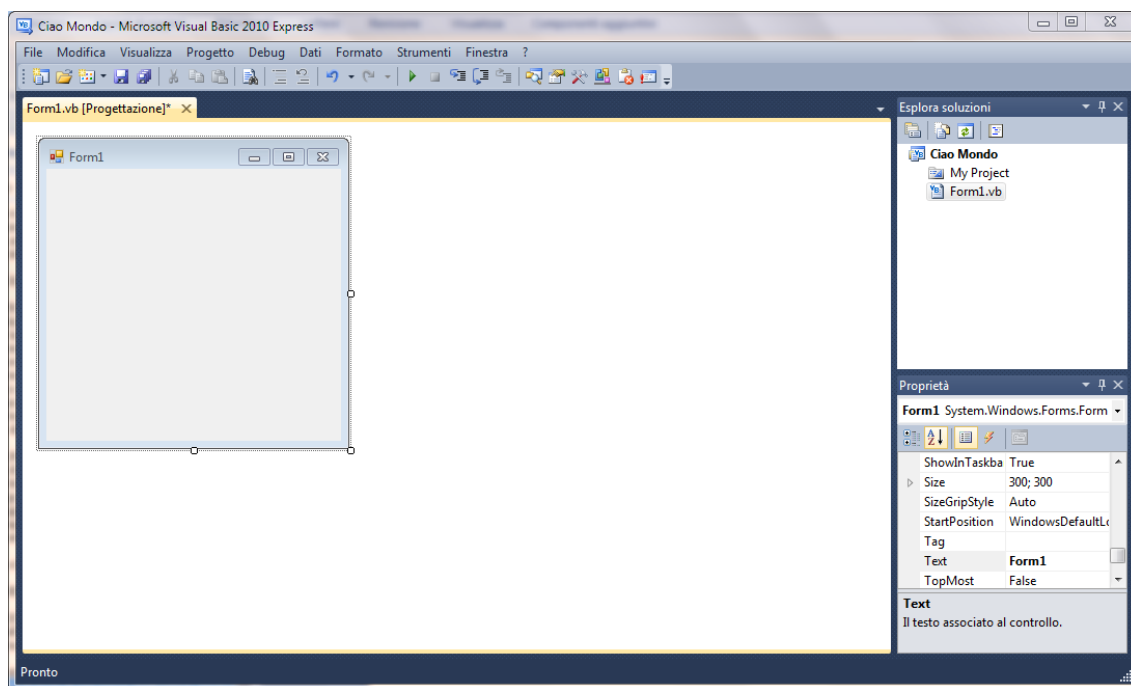 Ciao Mondo - Microsoft Visual Basic 2010 Express
File Modifica Visualizza Progetto Debug Dati Formato Strumenti Finestra ?
Form1.vb [Progettazione]*
Form1
Esplora soluzioni
Ciao Mondo
My Project
Form1.vb
Proprietà
Form1 System.Windows.Forms.Form
ShowInTaskba True
Size 300; 300
SizeGripStyle Auto
StartPosition WindowsDefaultLo
Tag
Text Form1
TopMost False
Text
Il testo associato al controllo.
Pronto